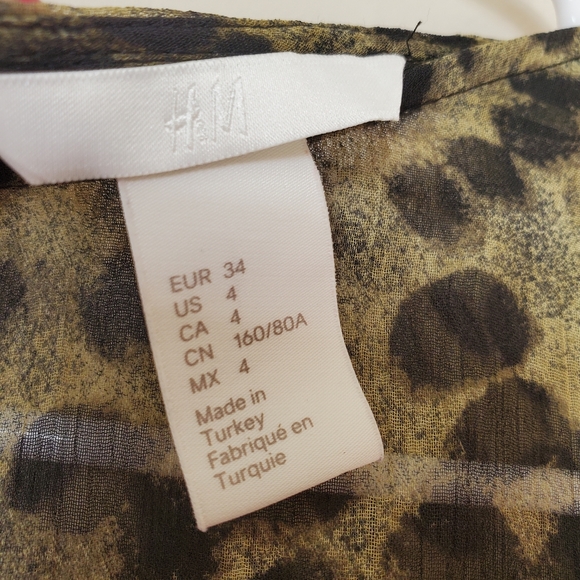 H&M
EUR 34
US 4
CA 4
CN 160/80A
MX 4
Made in
Turkey
Fabriqué en
Turquie